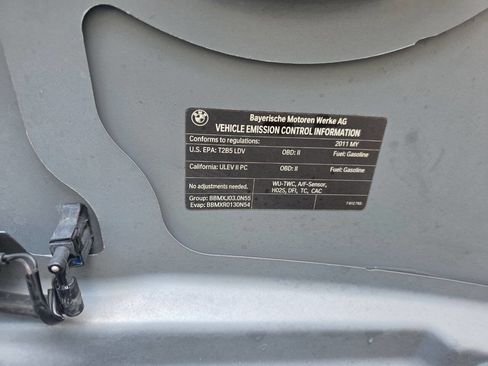 BMW
Bayerische Motoren Werke AG
VEHICLE EMISSION CONTROL INFORMATION
Conforms to regulations: 2011 MY
U.S. EPA: T2B5 LDV OBD: II Fuel: Gasoline
California: ULEV II PC OBD: II Fuel: Gasoline
No adjustments needed. WU-TWC, A/F-Sensor,
HO2S, DFI, TC, CAC
Group: BBMXJ03.0N55
Evap: BBMXR0130N54